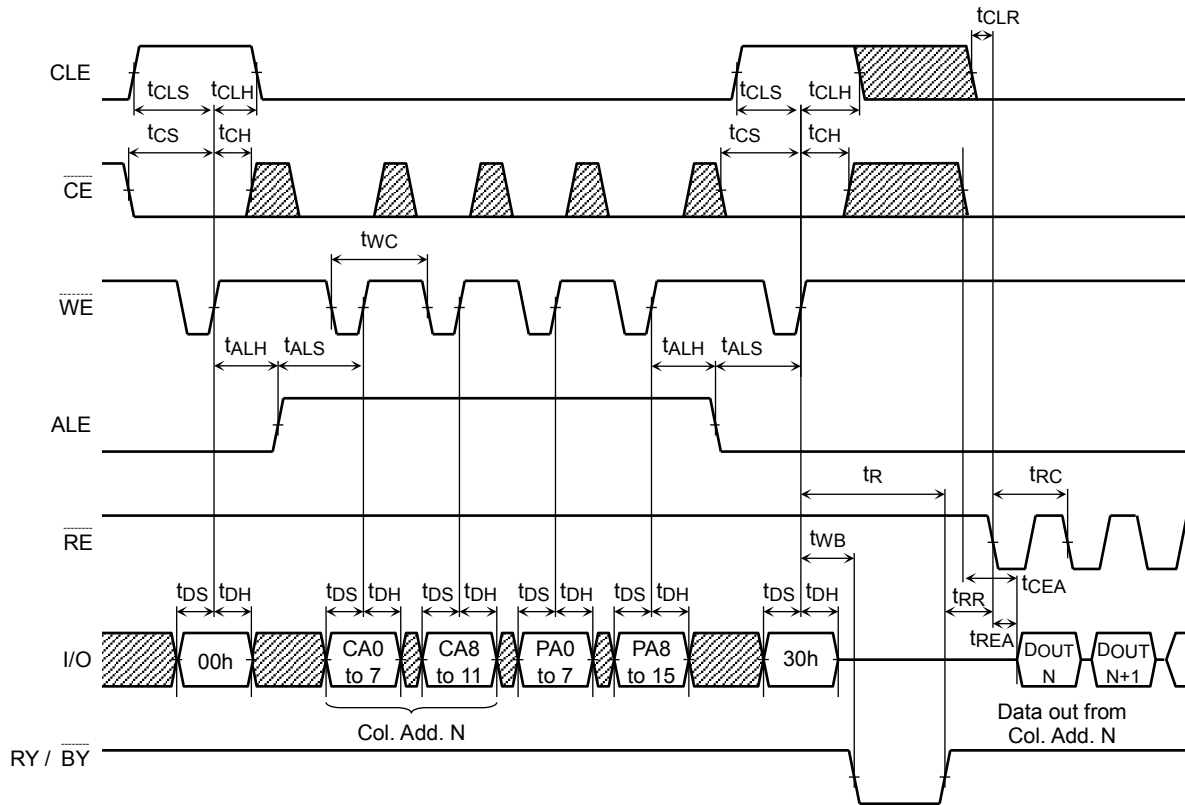 tCLR
CLE
tCLS tCLH tCLS tCLH
tCS tCH tCS tCH
CE
tWC
WE
tALH tALS tALH tALS
ALE
tR tRC
RE
tWB
tCEA
tDS tDH tDS tDH tDS tDH tDS tDH tDS tDH tDS tDH tRR
tREA
I/O 00h CA0 to 7 CA8 to 11 PA0 to 7 PA8 to 15 30h DOUT N DOUT N+1
Col. Add. N
Data out from
Col. Add. N
RY / BY